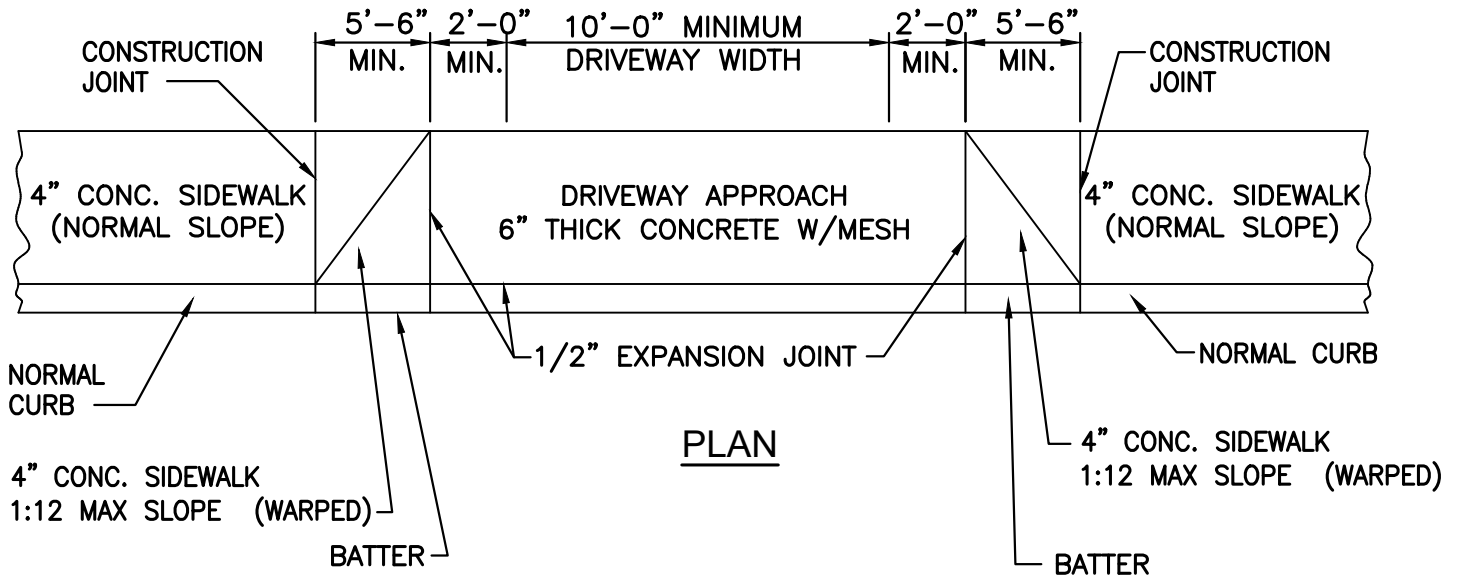 5'-6" 2'-0" 10'-0" MINIMUM 2'-0" 5'-6"
MIN. MIN. DRIVEWAY WIDTH MIN. MIN.
CONSTRUCTION
JOINT
CONSTRUCTION
JOINT
4" CONC. SIDEWALK
(NORMAL SLOPE)
DRIVEWAY APPROACH
6" THICK CONCRETE W/MESH
4" CONC. SIDEWALK
(NORMAL SLOPE)
1/2" EXPANSION JOINT
NORMAL CURB
NORMAL
CURB
PLAN
4" CONC. SIDEWALK
1:12 MAX SLOPE (WARPED)
4" CONC. SIDEWALK
1:12 MAX SLOPE (WARPED)
BATTER
BATTER